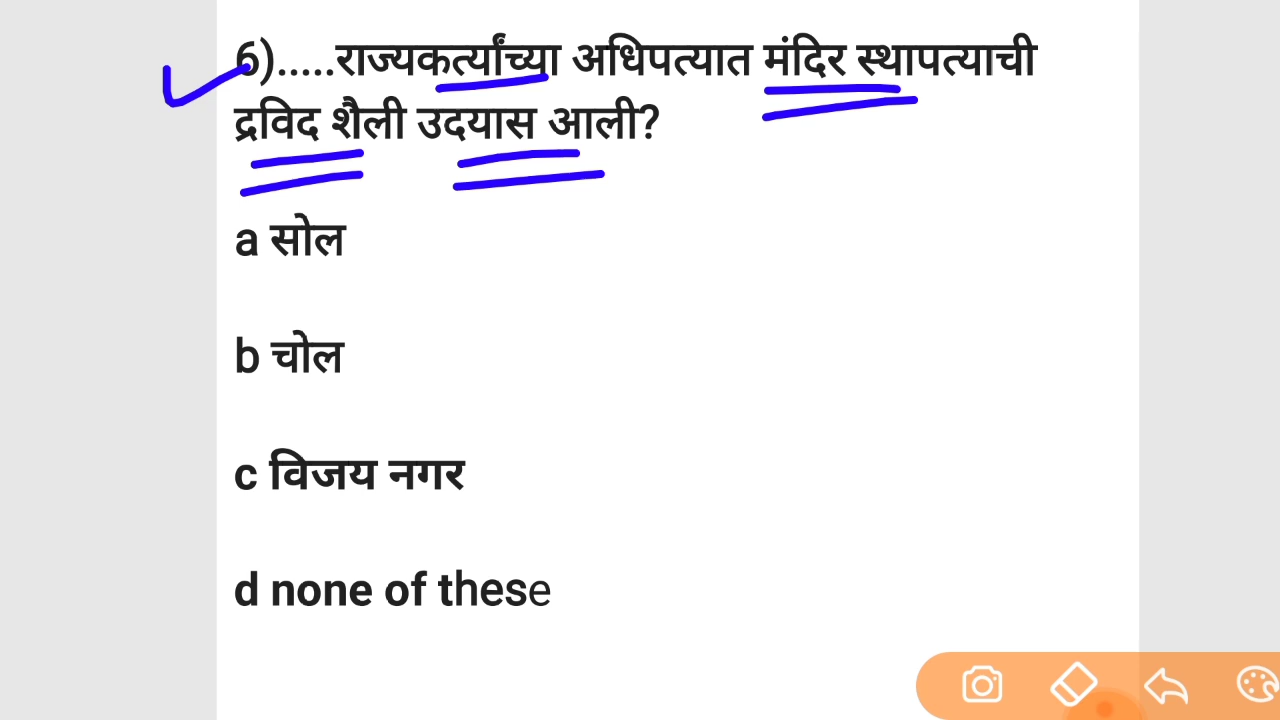 6).....राज्यकर्त्यांच्या अधिपत्यात मंदिर स्थापत्याची
द्रविद शैली उदयास आली?
a सोल
b चोल
c विजय नगर
d none of these